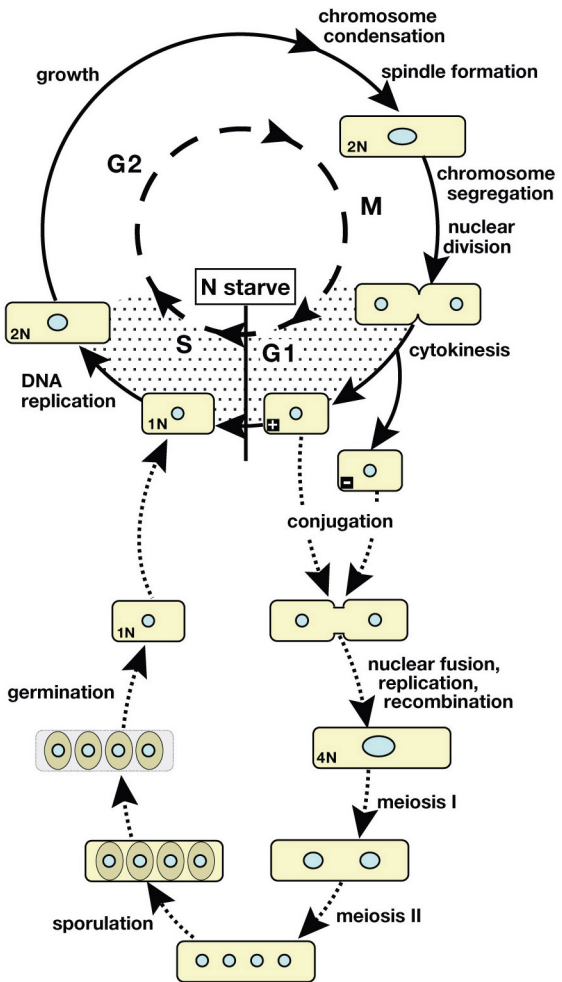 chromosome
condensation
growth
spindle formation
2N
G2
chromosome
segregation
M
nuclear
division
N starve
2N
S
G1
cytokinesis
DNA
replication
1N
+
-
conjugation
1N
nuclear fusion,
replication,
recombination
germination
4N
meiosis I
meiosis II
sporulation